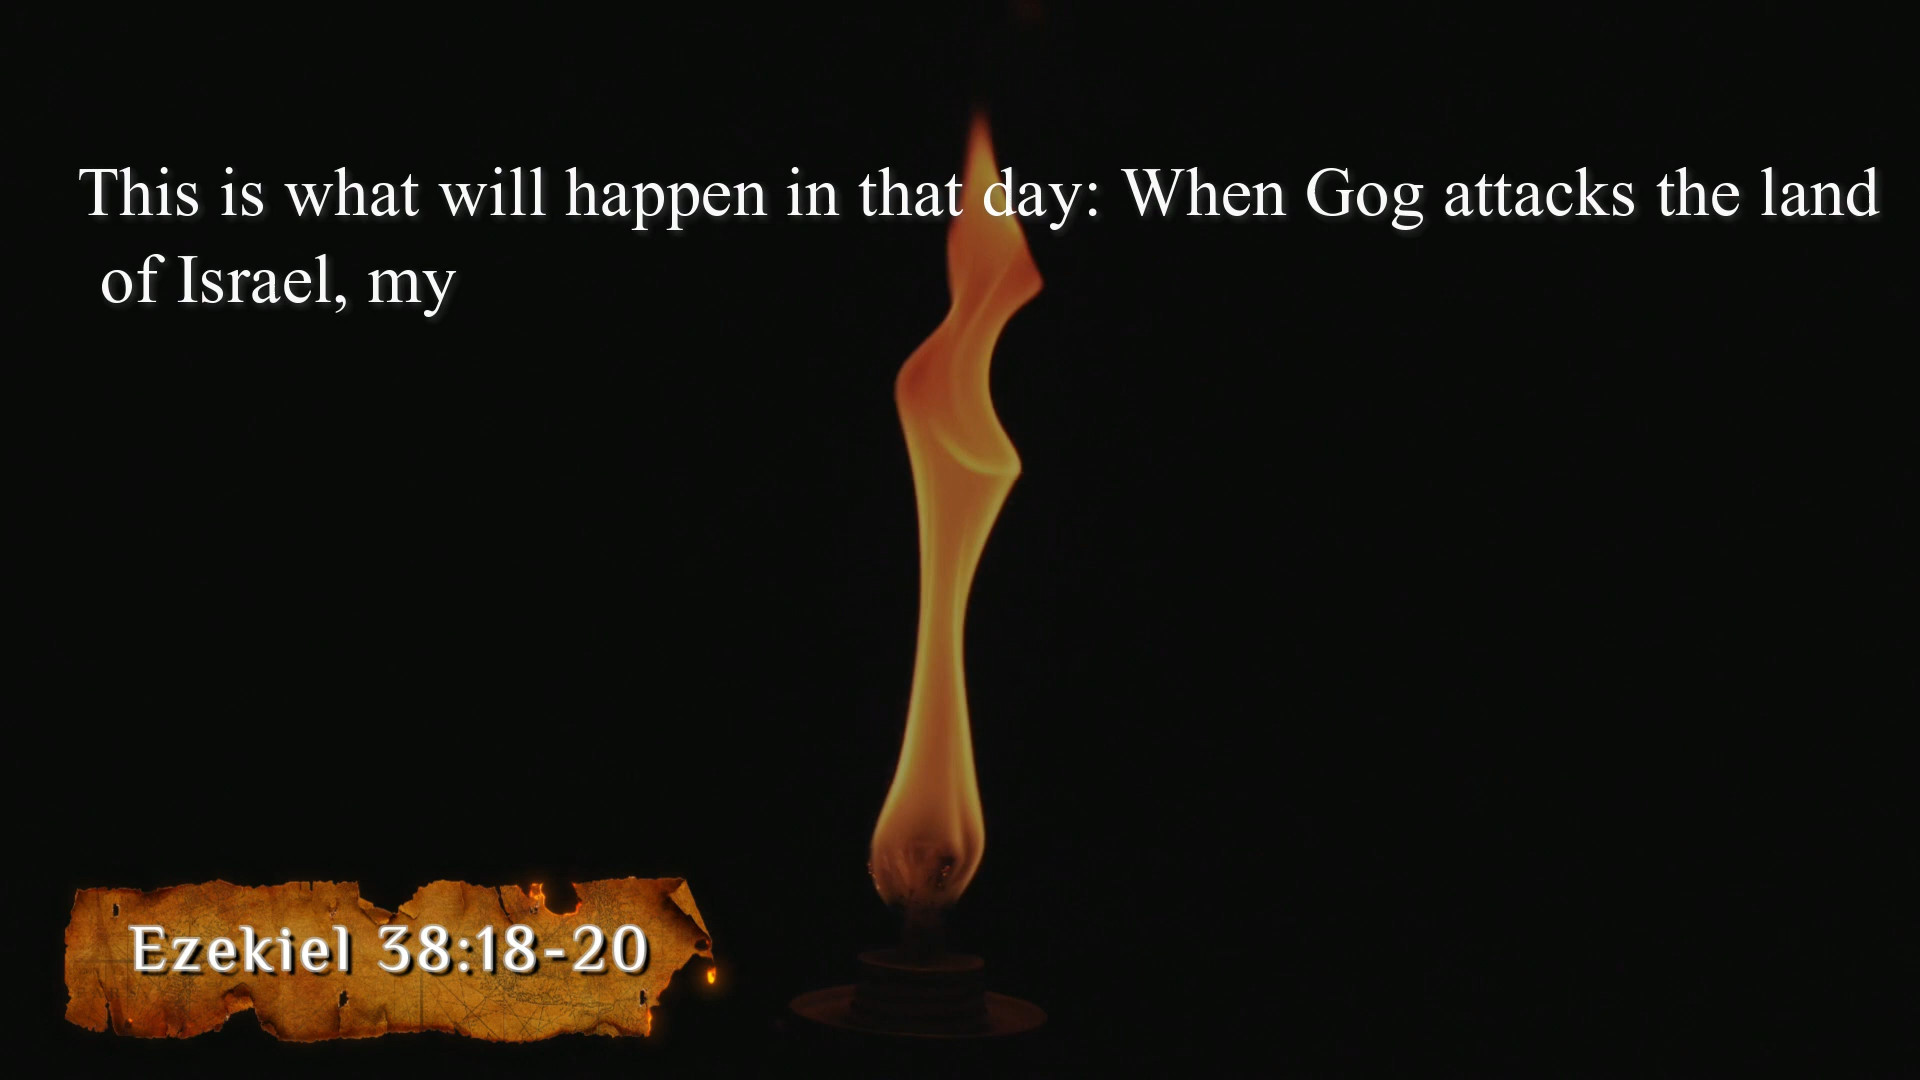 This is what will happen in that day: When Gog attacks the land
of Israel, my
Ezekiel 38:18-20